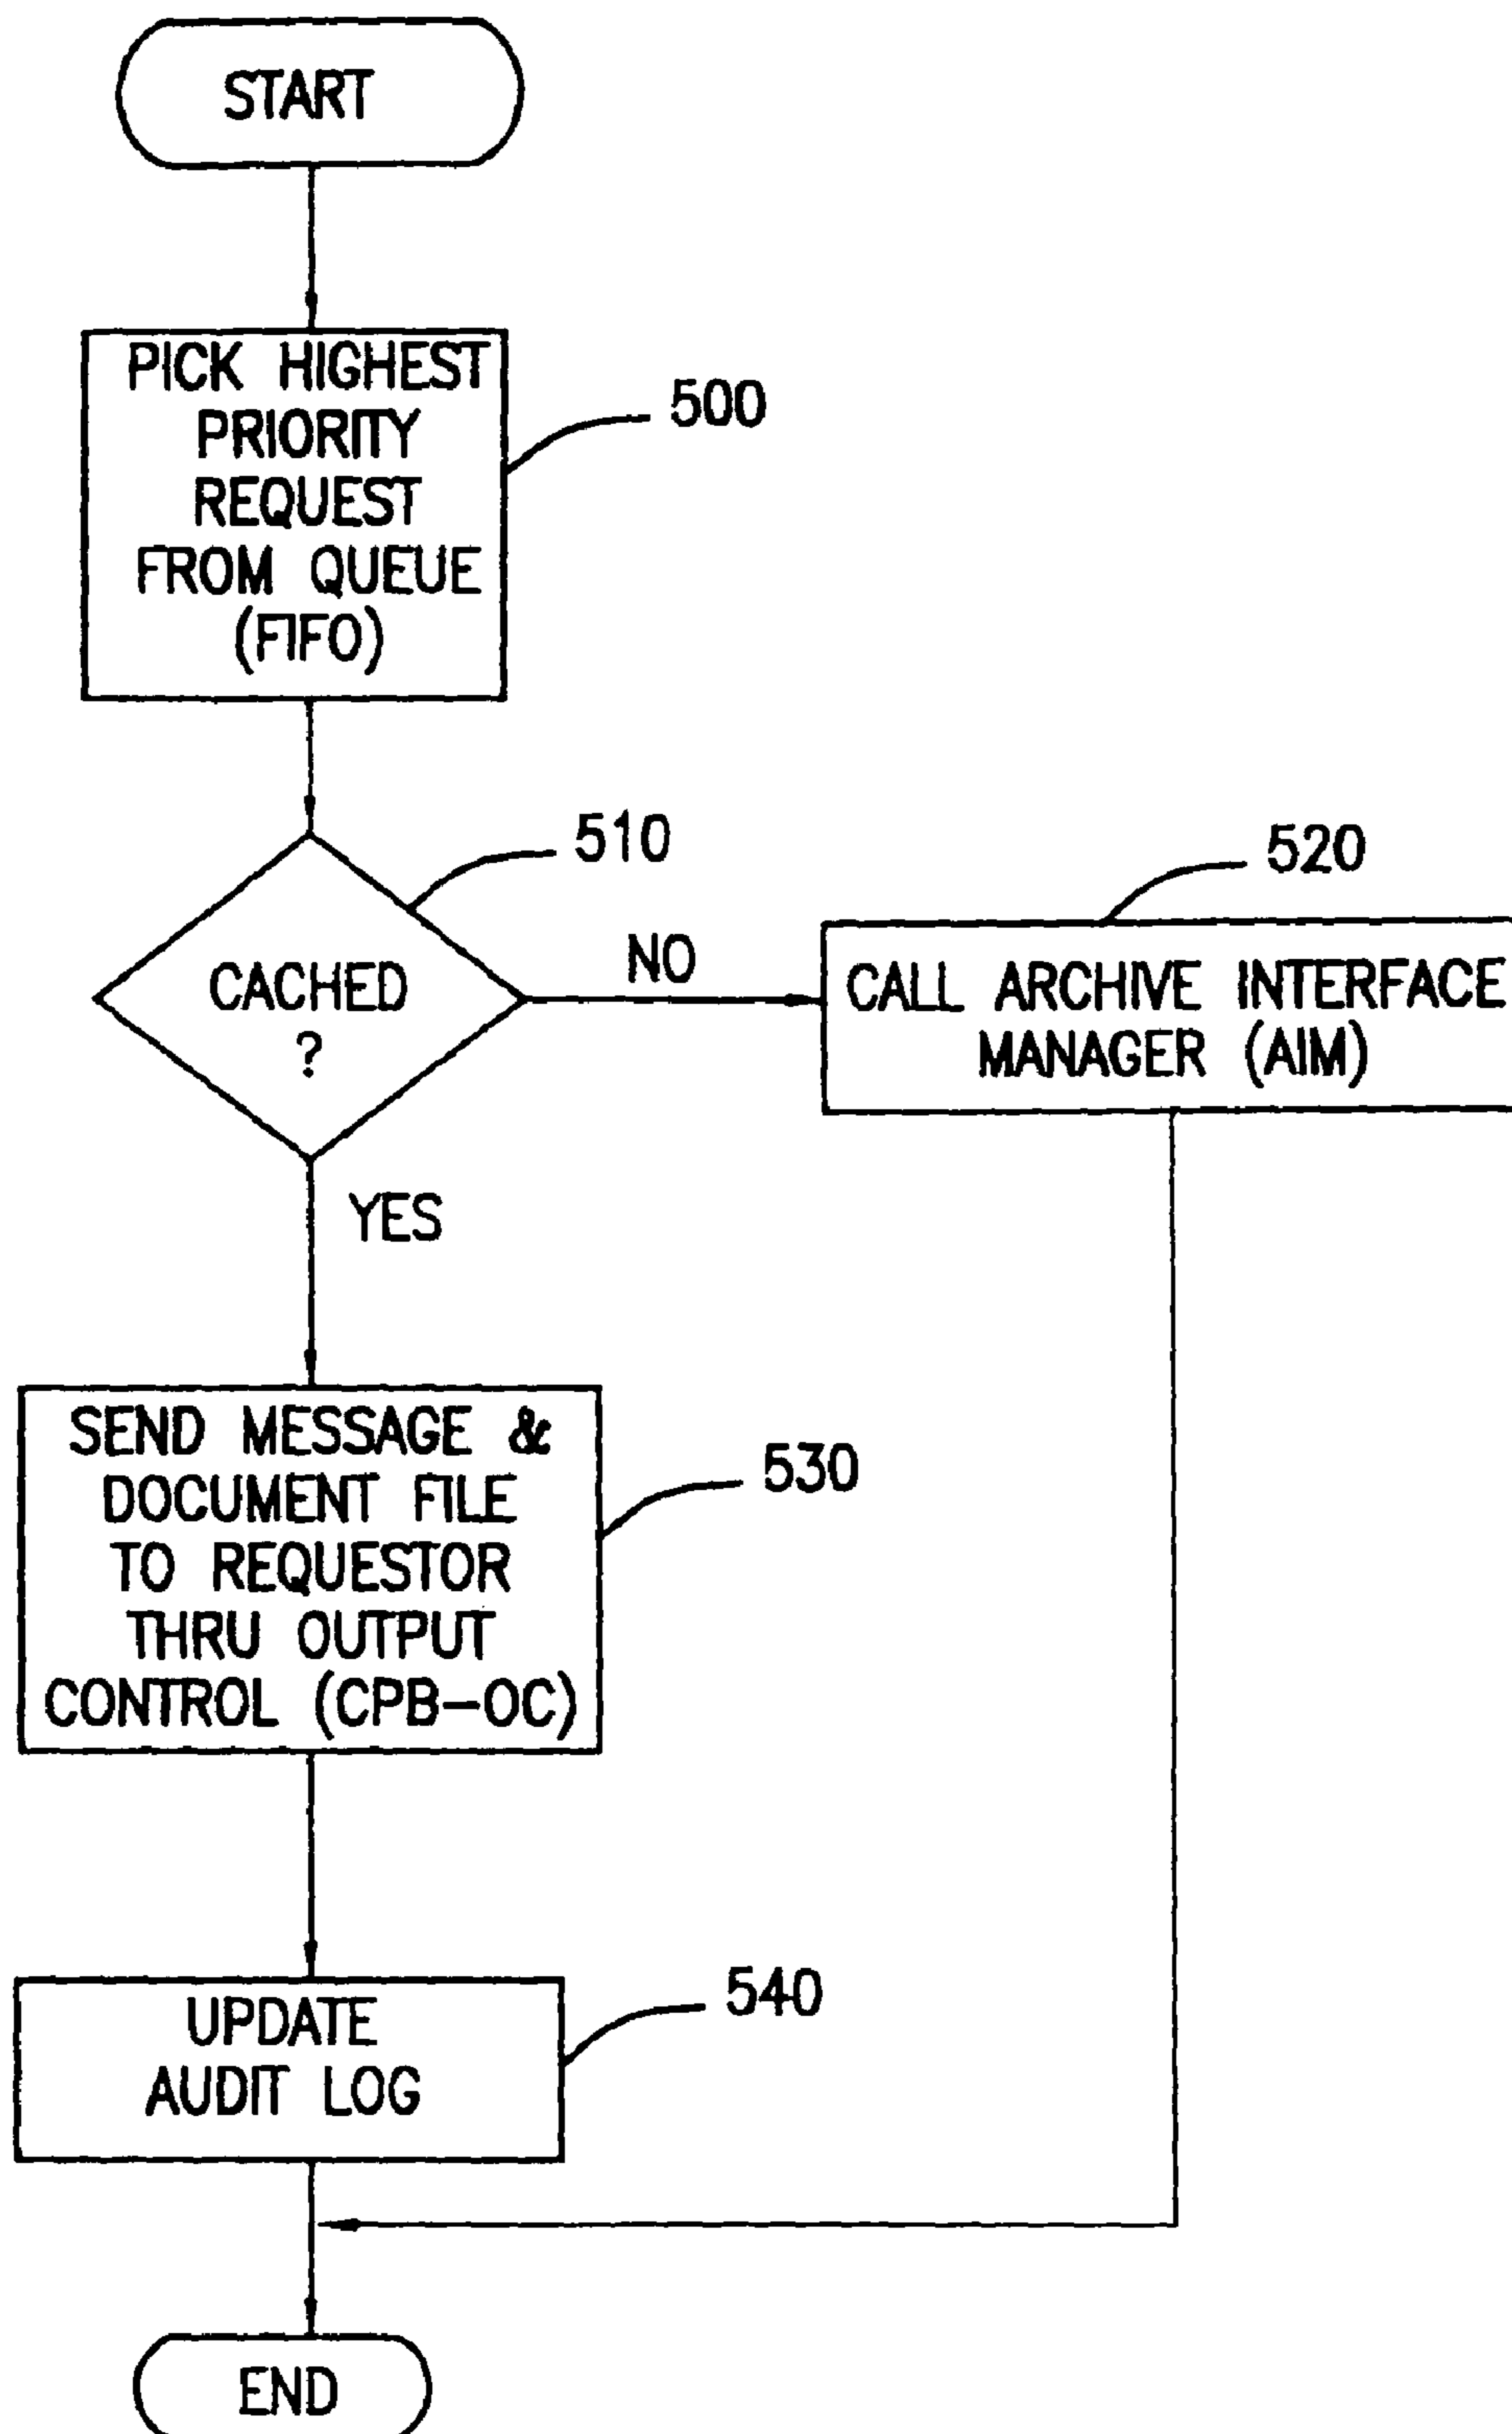 START
PICK HIGHEST
PRIORITY
REQUEST
FROM QUEUE
(FIFO)
500
510
CACHED
?
NO
520
CALL ARCHIVE INTERFACE
MANAGER (AIM)
YES
SEND MESSAGE &
DOCUMENT FILE
TO REQUESTOR
THRU OUTPUT
CONTROL (CPB-OC)
530
UPDATE
AUDIT LOG
540
END